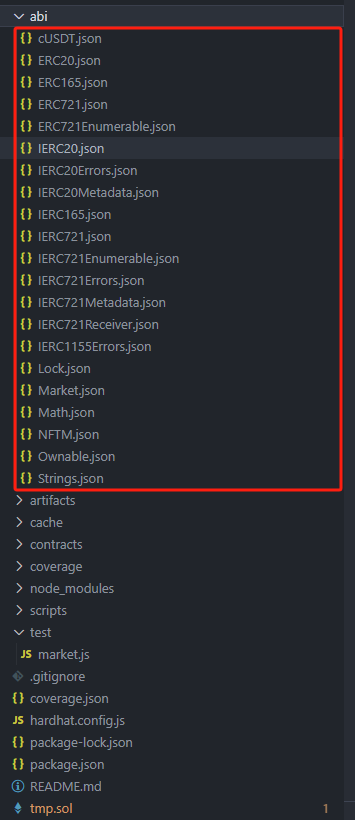 abi
{} cUSDT.json
{} ERC20.json
{} ERC165.json
{} ERC721.json
{} ERC721Enumerable.json
{} IERC20.json
{} IERC20Errors.json
{} IERC20Metadata.json
{} IERC165.json
{} IERC721.json
{} IERC721Enumerable.json
{} IERC721Errors.json
{} IERC721Metadata.json
{} IERC721Receiver.json
{} IERC1155Errors.json
{} Lock.json
{} Market.json
{} Math.json
{} NFTM.json
{} Ownable.json
{} Strings.json
artifacts
cache
contracts
coverage
node_modules
scripts
test
JS market.js
.gitignore
{} coverage.json
JS hardhat.config.js
{} package-lock.json
{} package.json
README.md
tmp.sol 1